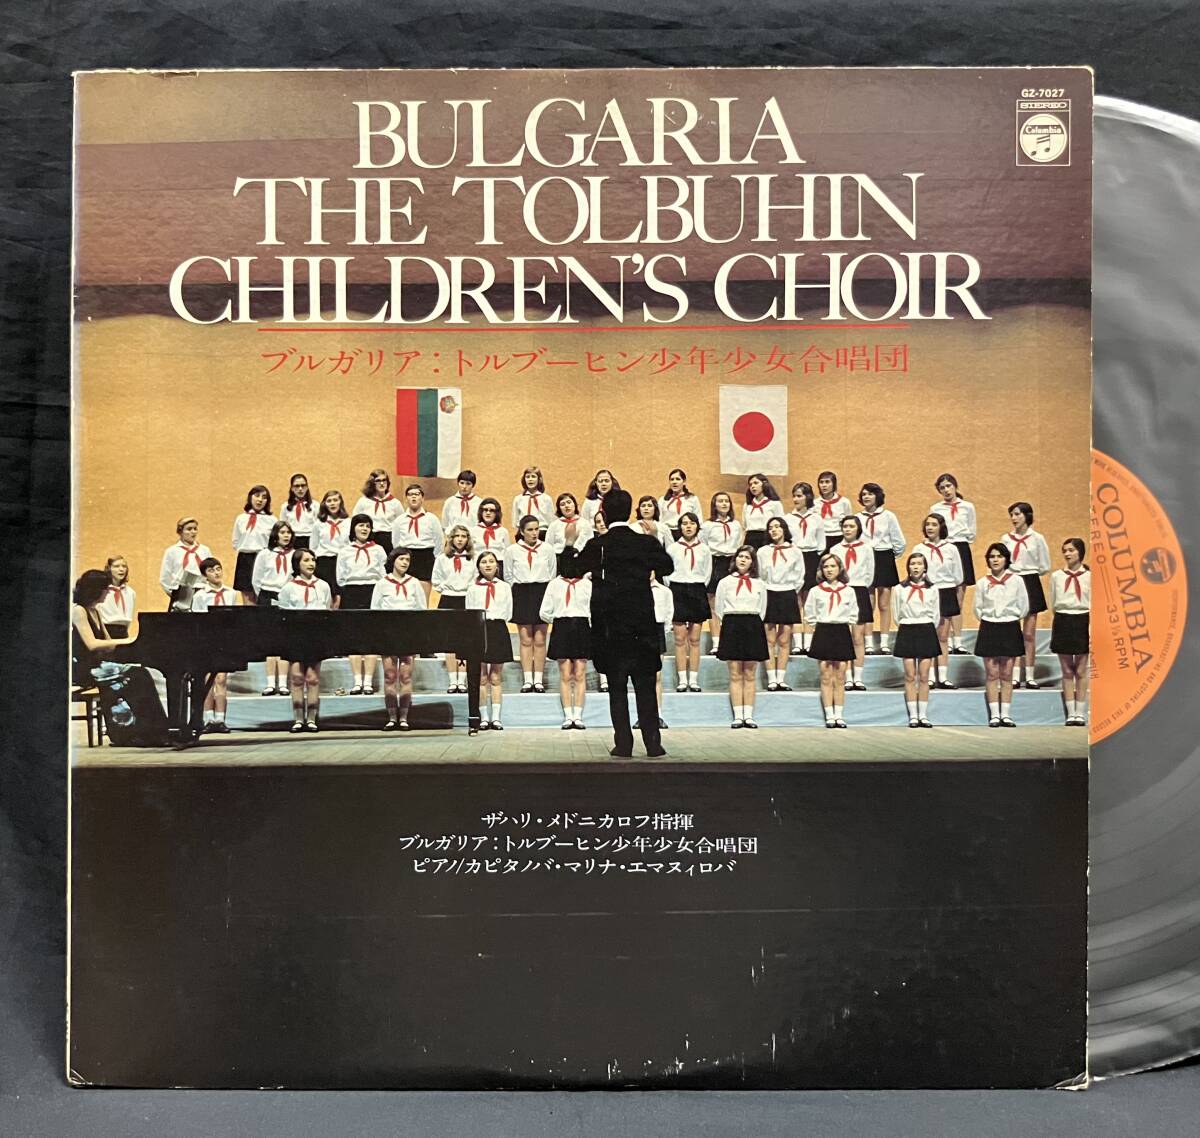 GZ-7027
STEREO
Columbia
BULGARIA
THE TOLBUHIN
CHILDREN'S CHOIR
ブルガリア：トルブーヒン少年少女合唱団
ザハリ・メドニカロフ指揮
ブルガリア：トルブーヒン少年少女合唱団
ピアノ/カピタノバ・マリナ・エマヌィロバ
COLUMBIA
STEREO
33⅓ RPM